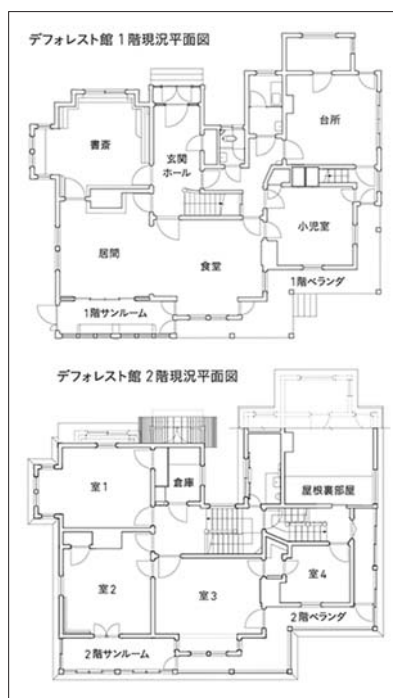 デフォレスト館 1階現況平面図
台所
書斎
玄関
ホール
小児室
居間
食堂
1階ベランダ
1階サンルーム
デフォレスト館 2階現況平面図
室1
倉庫
屋根裏部屋
室2
室3
室4
2階ベランダ
2階サンルーム